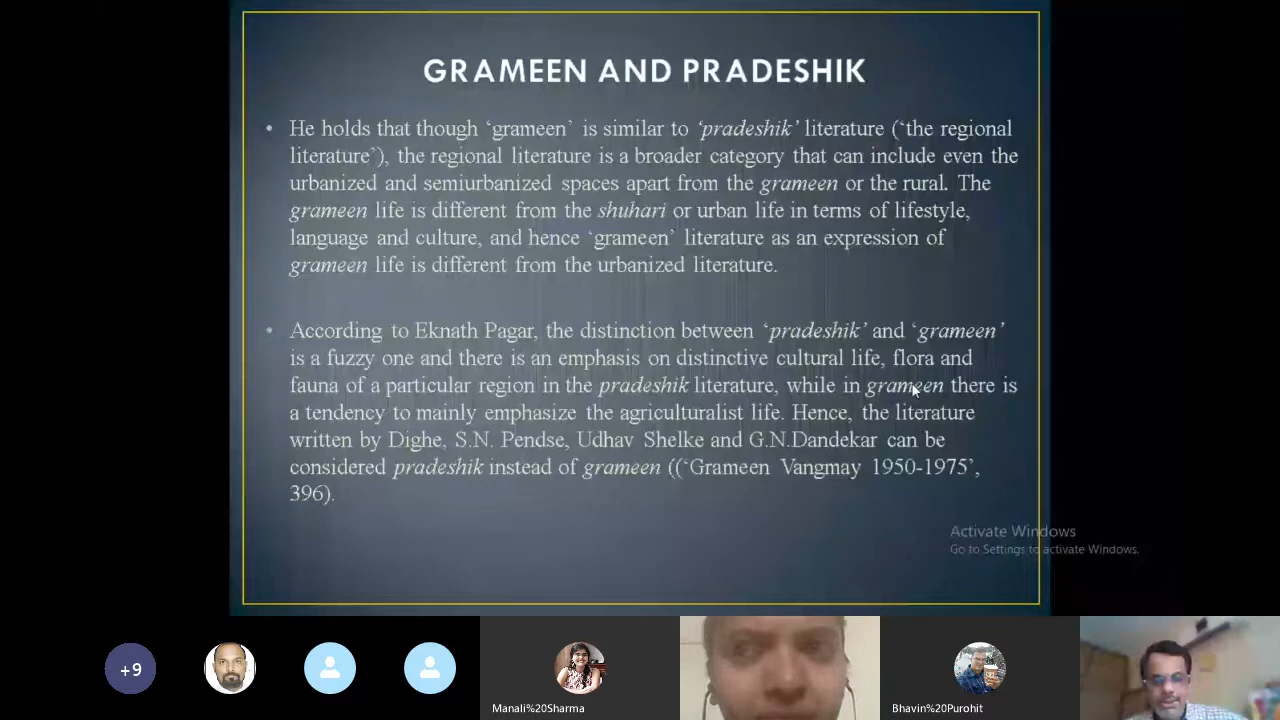 GRAMEEN AND PRADESHIK
• He holds that though ‘grameen’ is similar to ‘pradeshik’ literature (‘the regional
literature’), the regional literature is a broader category that can include even the
urbanized and semiurbanized spaces apart from the grameen or the rural. The
grameen life is different from the shuhari or urban life in terms of lifestyle,
language and culture, and hence ‘grameen’ literature as an expression of
grameen life is different from the urbanized literature.
• According to Eknath Pagar, the distinction between ‘pradeshik’ and ‘grameen’
is a fuzzy one and there is an emphasis on distinctive cultural life, flora and
fauna of a particular region in the pradeshik literature, while in grameen there is
a tendency to mainly emphasize the agriculturalist life. Hence, the literature
written by Dighe, S.N. Pendse, Udhav Shelke and G.N.Dandekar can be
considered pradeshik instead of grameen ((‘Grameen Vangmay 1950-1975’,
396).
Activate Windows
Go to Settings to activate Windows.
+9
Manali%20Sharma
Bhavin%20Purohit